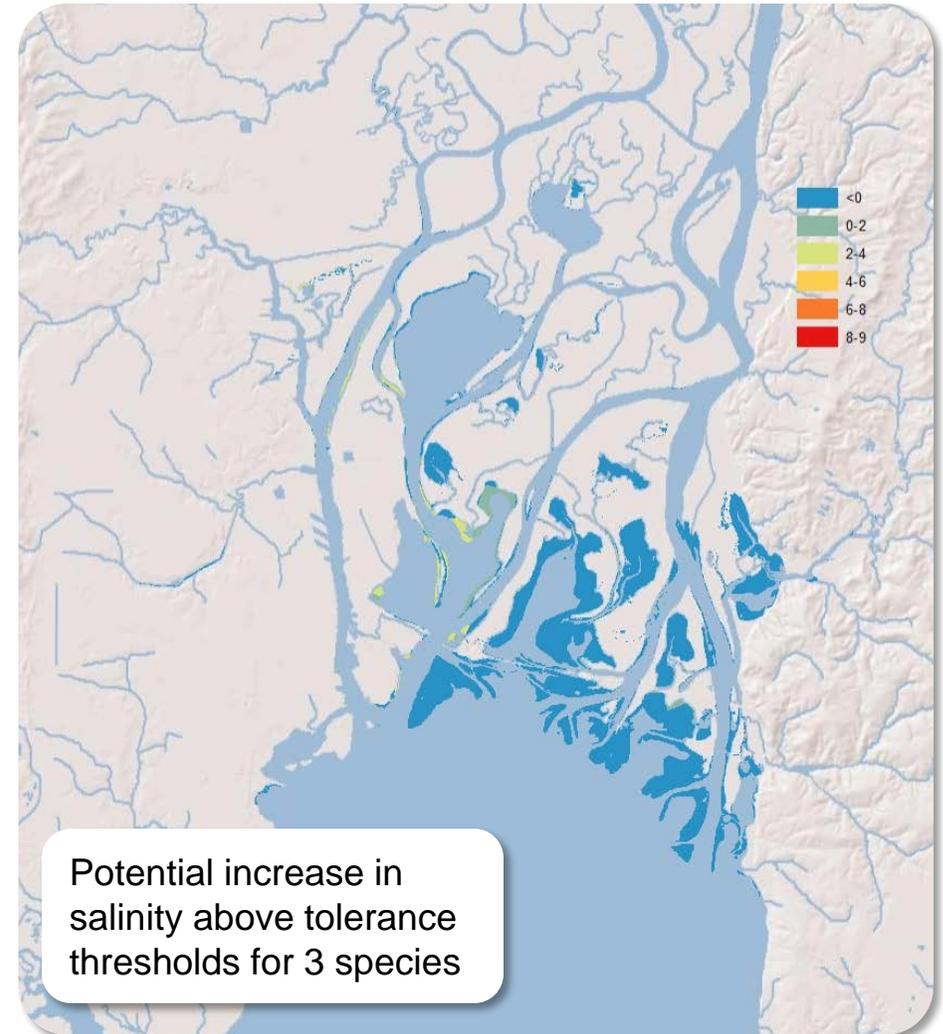 <0
0-2
2-4
4-6
6-8
8-9
Potential increase in
salinity above tolerance
thresholds for 3 species